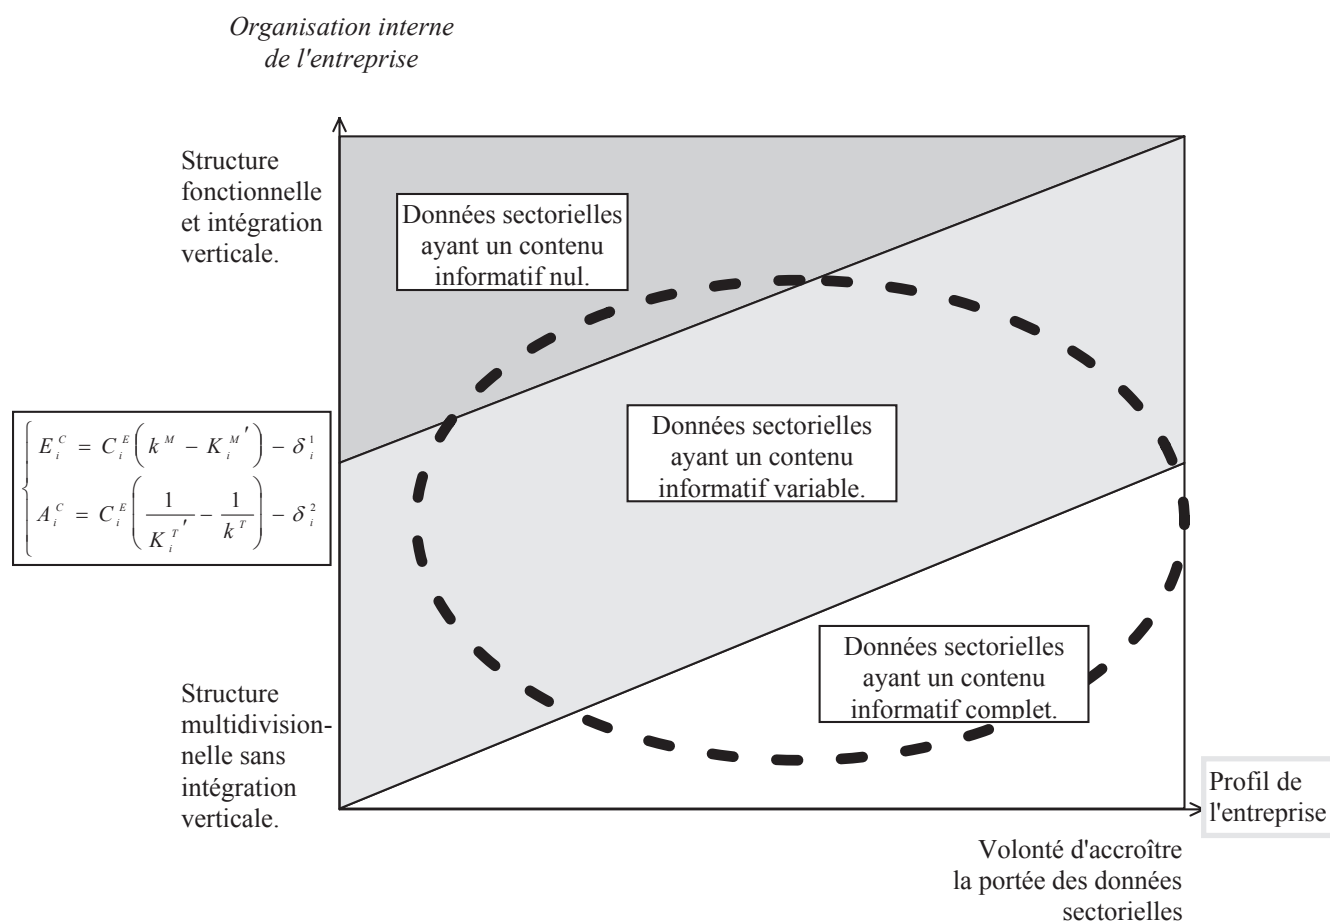 Organisation interne
de l'entreprise
Structure
fonctionnelle
et intégration
verticale.
Données sectorielles
ayant un contenu
informatif nul.
Données sectorielles
ayant un contenu
informatif variable.
E_i^C = C_i^E ( k^M − K_i^M ′ ) − δ_i^1
A_i^C = C_i^E ( 1/K_i^T ′ − 1/k^T ) − δ_i^2
Données sectorielles
ayant un contenu
informatif complet.
Structure
multidivision-
nelle sans
intégration
verticale.
Profil de
l'entreprise
Volonté d'accroître
la portée des données
sectorielles